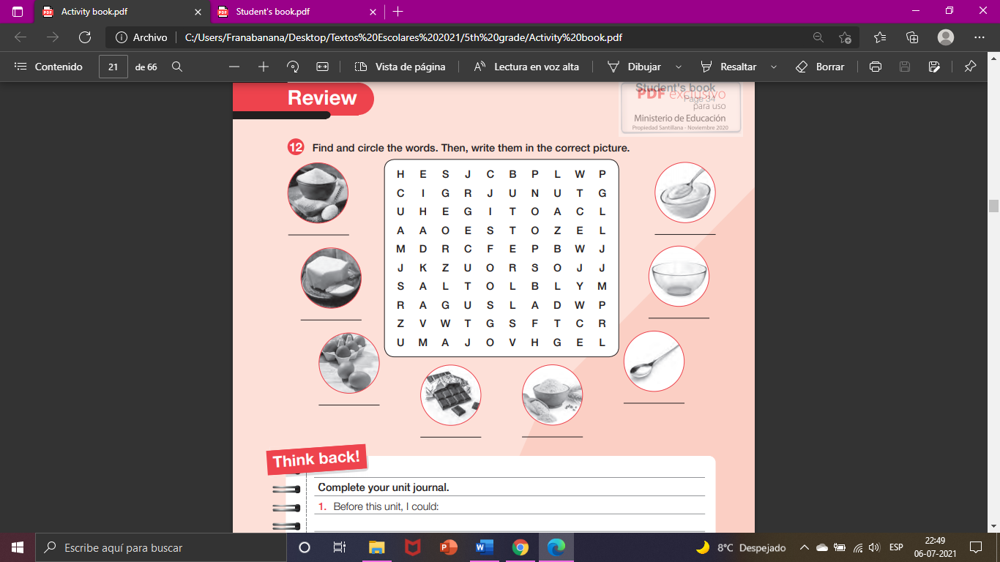 Activity book.pdf
Student's book.pdf
Archivo
C:/Users/Franabanana/Desktop/Textos%20Escolares%202021/5th%20grade/Activity%20book.pdf
Contenido
21
de 66
Vista de página
Lectura en voz alta
Dibujar
Resaltar
Borrar
Review
Student's book
Page 34
PDF exclusivo
para uso
Ministerio de Educación
Propiedad Santillana - Noviembre 2020
12 Find and circle the words. Then, write them in the correct picture.
H E S J C B P L W P
C I G R J U N U T G
U H E G I T O A C L
A A O E S T O Z E L
M D R C F E P B W J
J K Z U O R S O J J
S A L T O L B L Y M
R A G U S L A D W P
Z V W T G S F T C R
U M A J O V H G E L
Think back!
Complete your unit journal.
1. Before this unit, I could:
Escribe aquí para buscar
8°C Despejado
ESP
22:49
06-07-2021